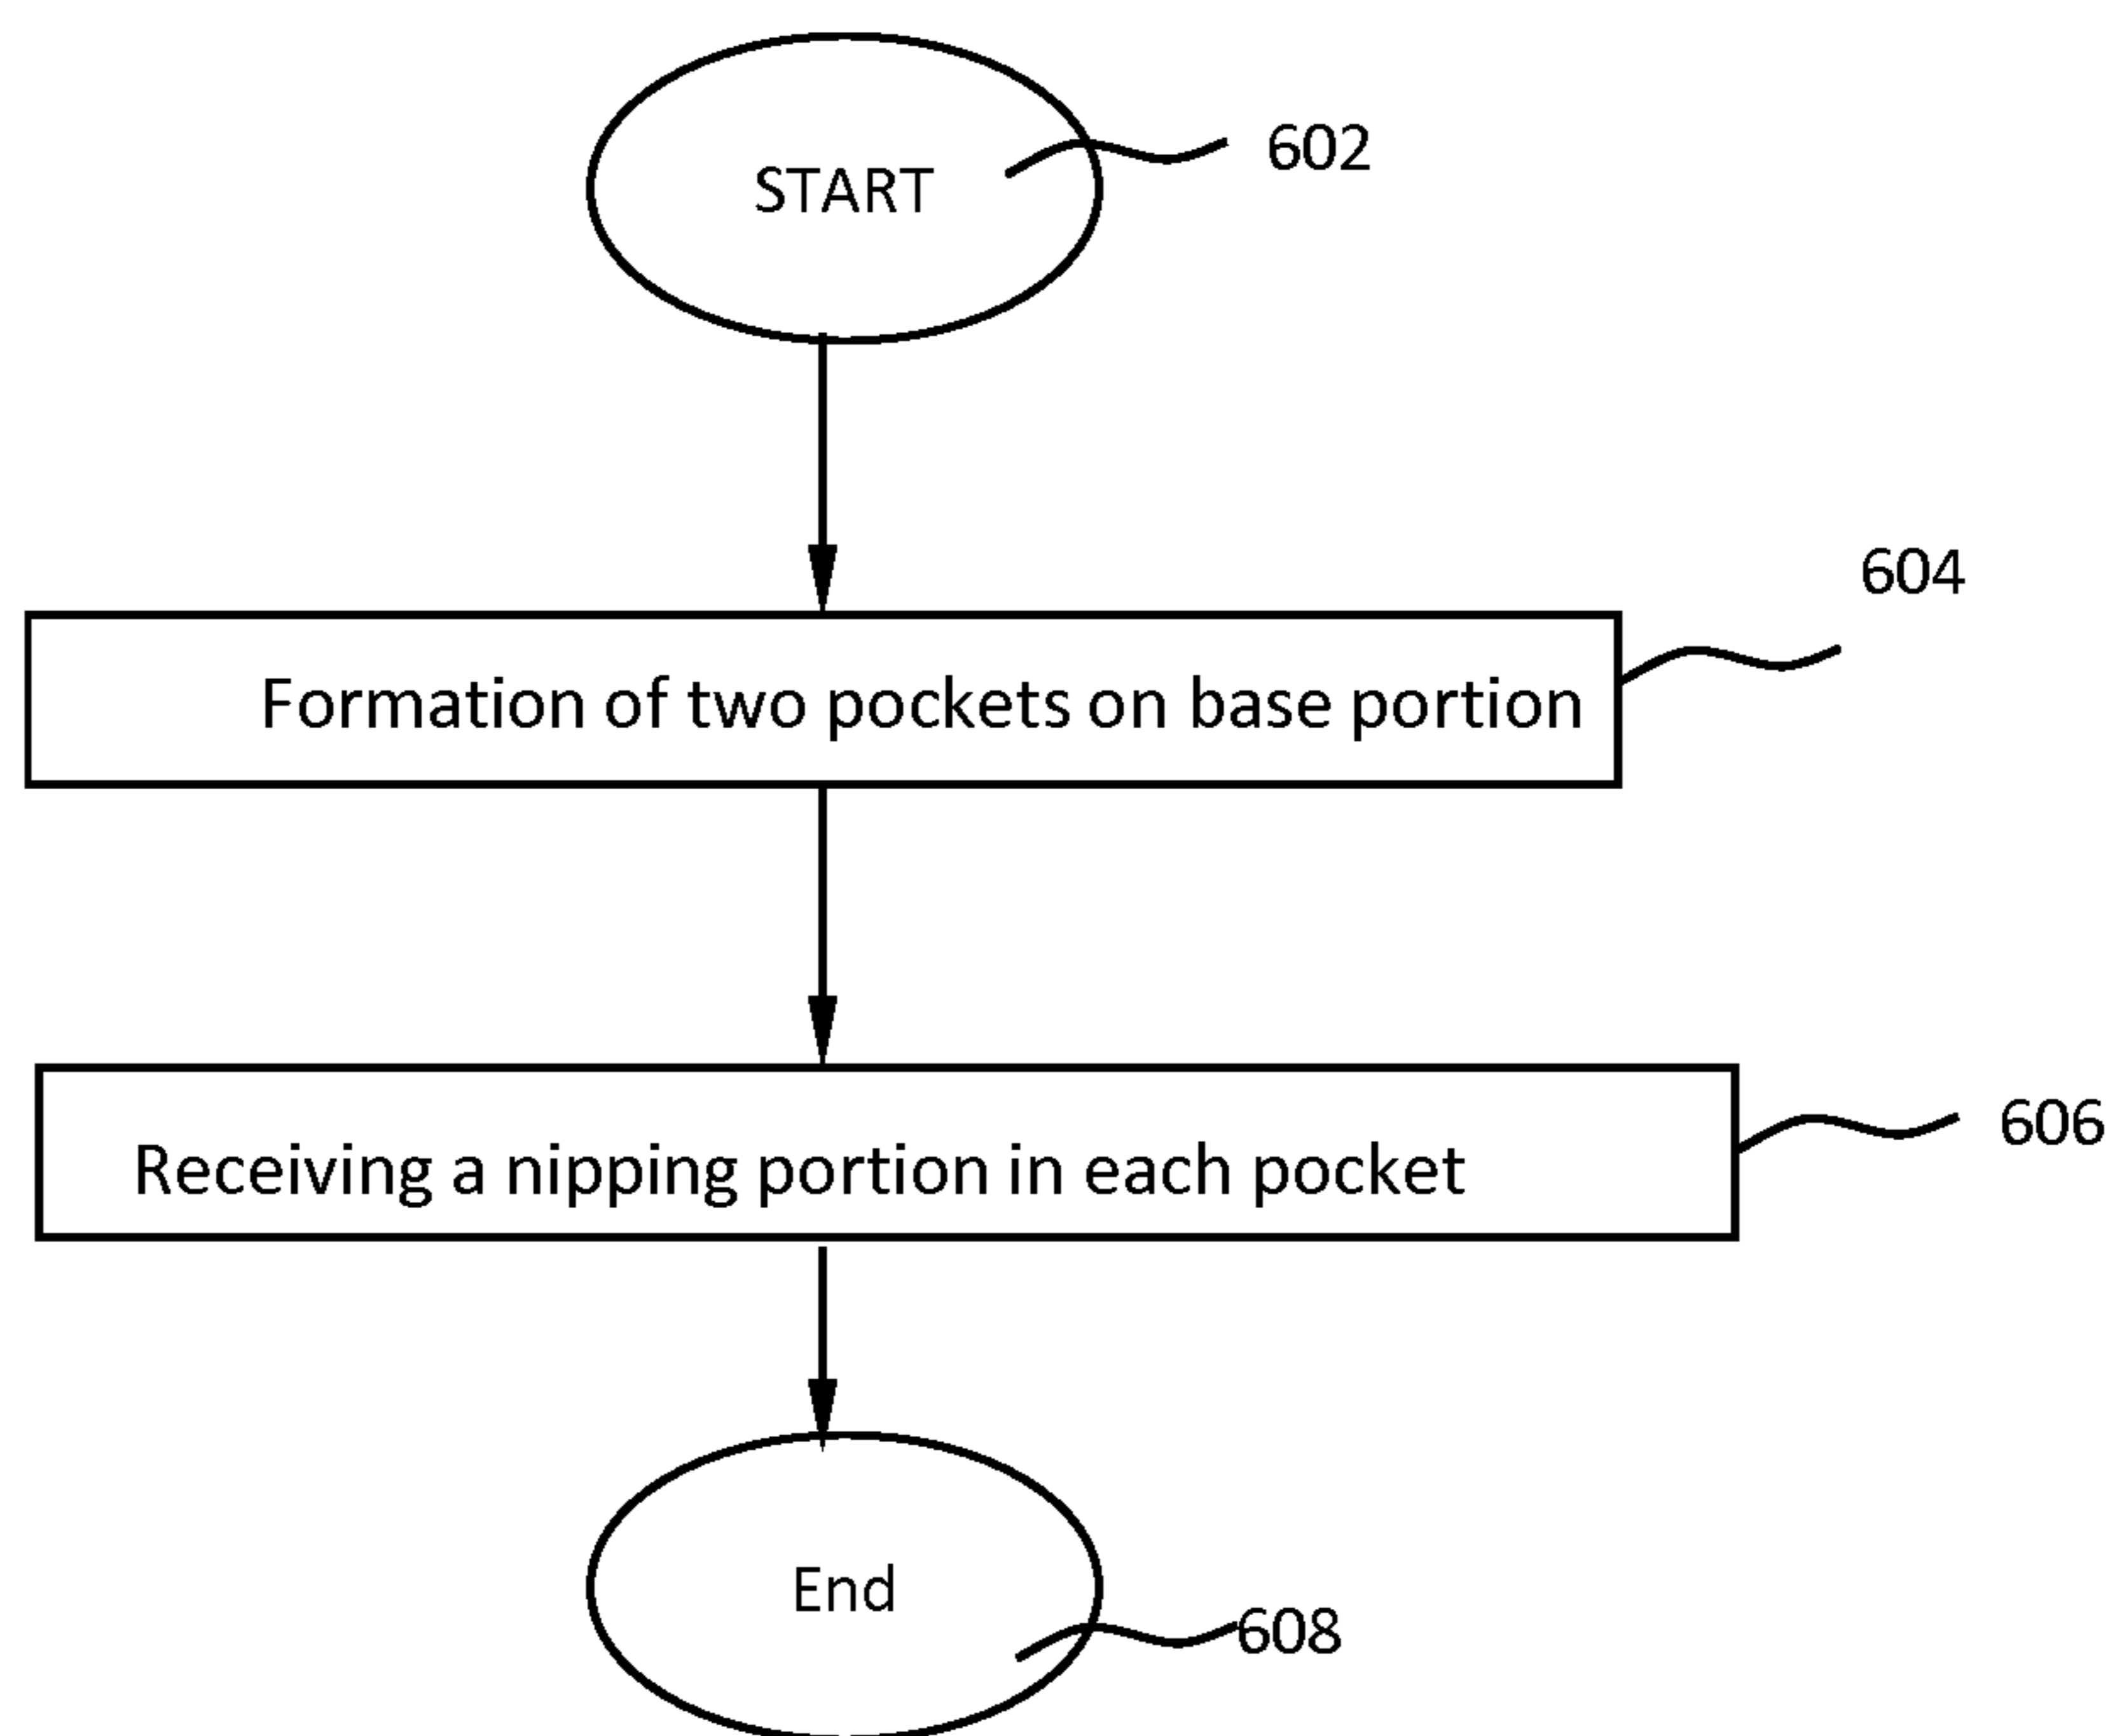 START
602
604
Formation of two pockets on base portion
606
Receiving a nipping portion in each pocket
End
608